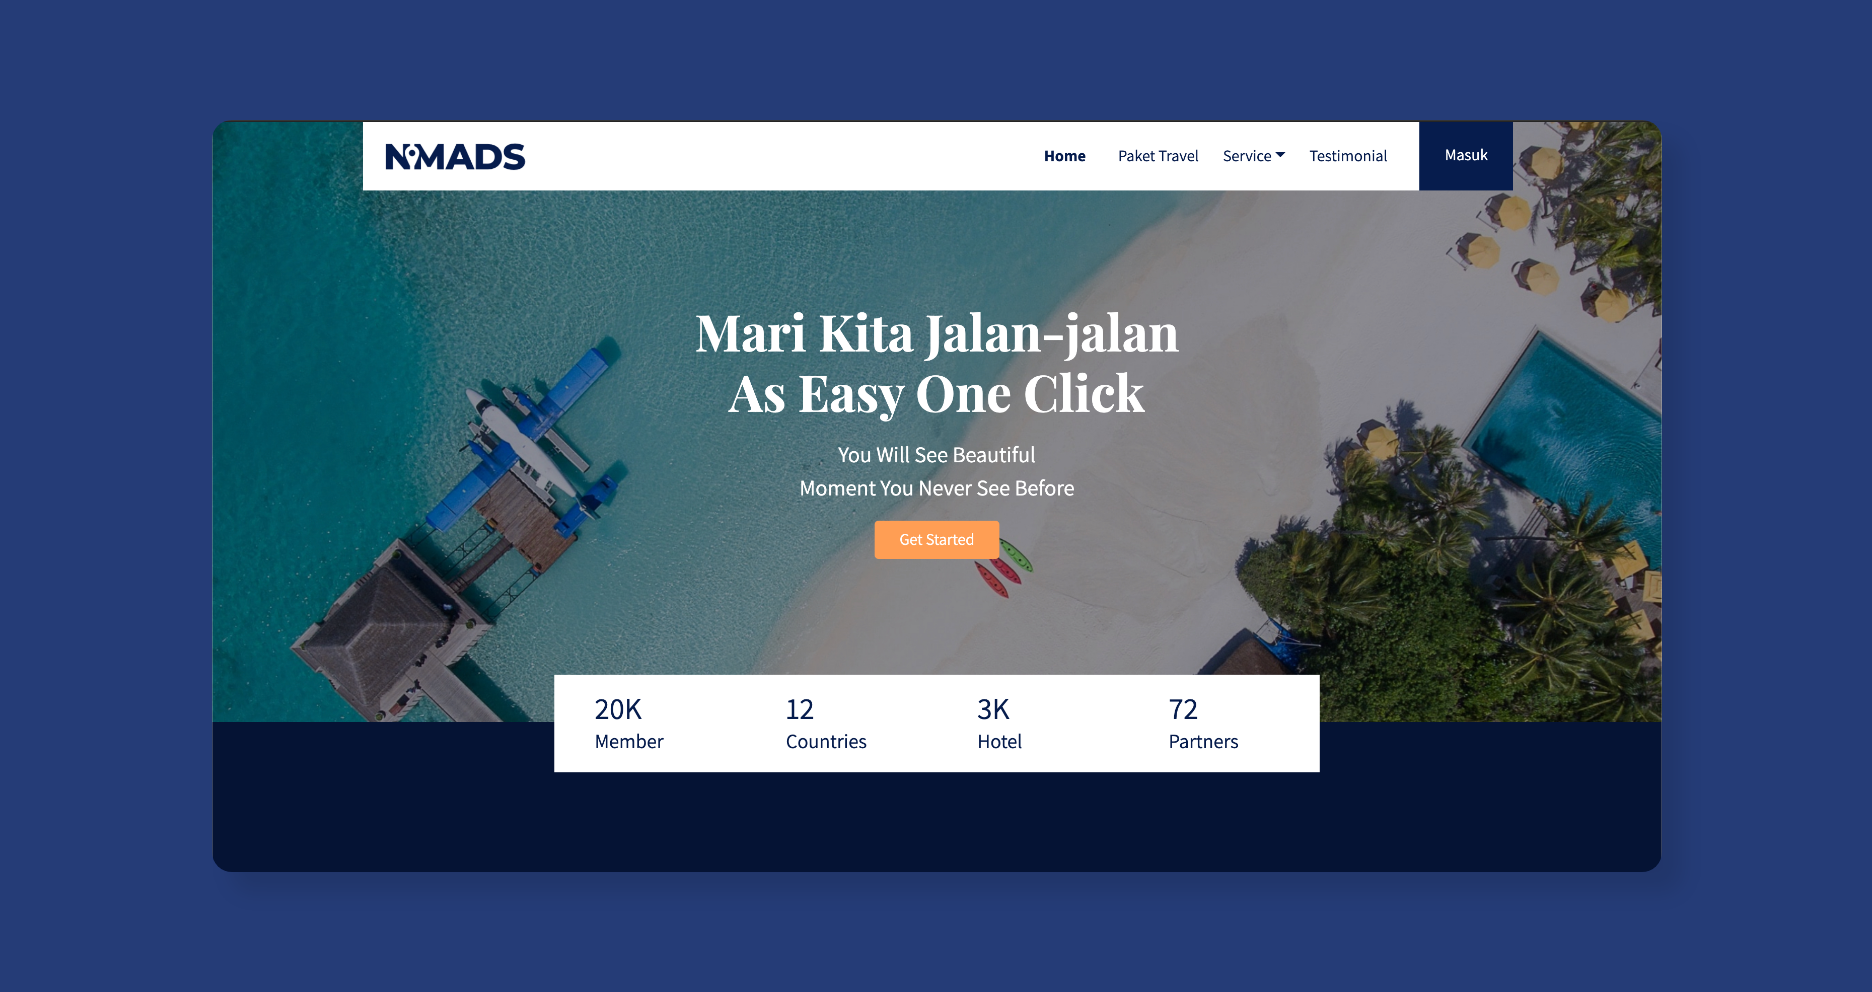 NOMADS
Home
Paket Travel
Service
Testimonial
Masuk
Mari Kita Jalan-jalan
As Easy One Click
You Will See Beautiful
Moment You Never See Before
Get Started
20K
Member
12
Countries
3K
Hotel
72
Partners